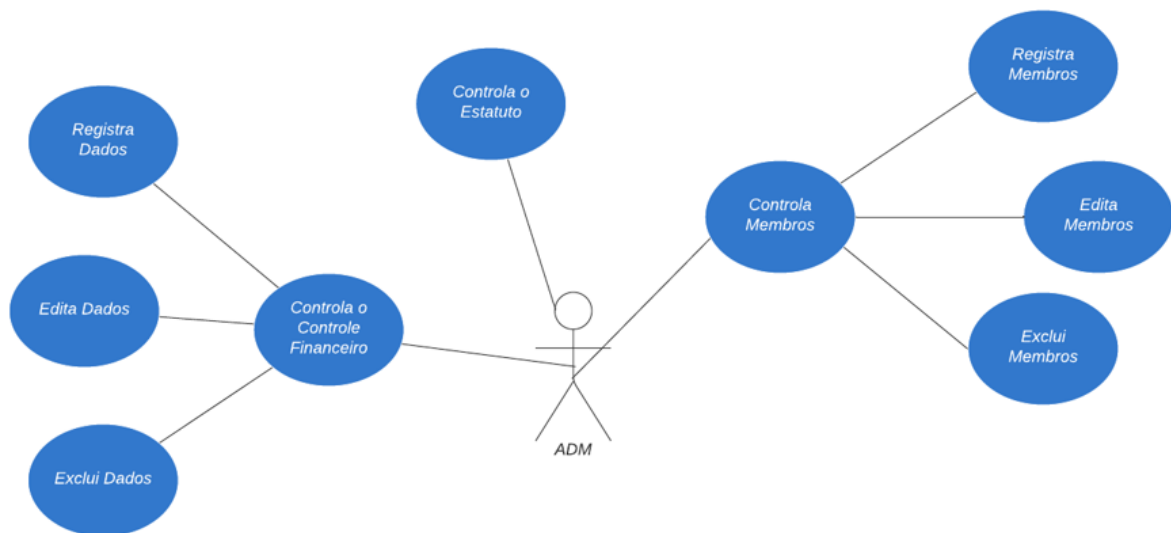 Registra
Membros
Controla o
Estatuto
Registra
Dados
Controla
Membros
Edita
Membros
Edita Dados
Controla o
Controle
Financeiro
Exclui
Membros
ADM
Exclui Dados